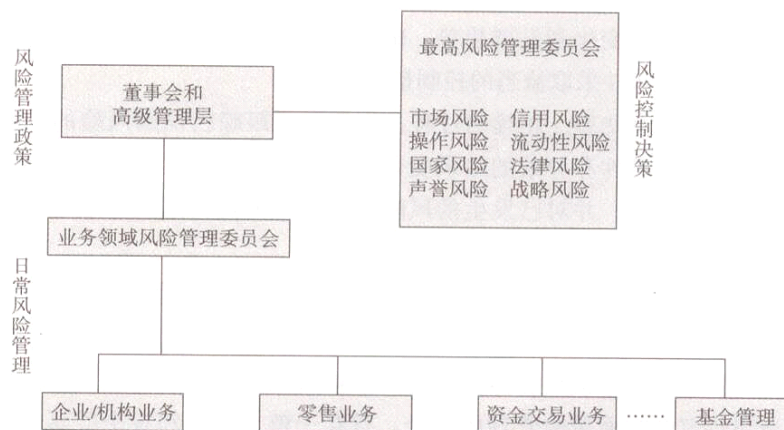 风险管理政策
董事会和
高级管理层
最高风险管理委员会
市场风险 信用风险
操作风险 流动性风险
国家风险 法律风险
声誉风险 战略风险
风险控制决策
业务领域风险管理委员会
日常风险管理
企业/机构业务
零售业务
资金交易业务
……
基金管理